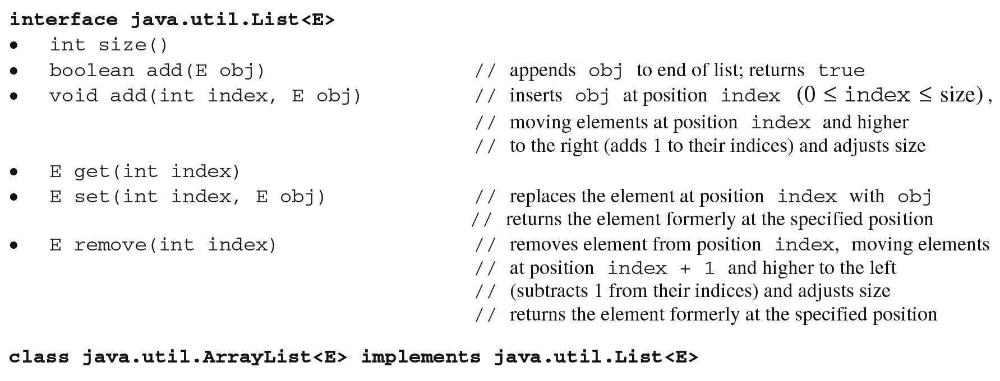 interface java.util.List<E>
• int size()
• boolean add(E obj) // appends obj to end of list; returns true
• void add(int index, E obj) // inserts obj at position index (0 ≤ index ≤ size),
// moving elements at position index and higher
// to the right (adds 1 to their indices) and adjusts size
• E get(int index)
• E set(int index, E obj) // replaces the element at position index with obj
// returns the element formerly at the specified position
• E remove(int index) // removes element from position index, moving elements
// at position index + 1 and higher to the left
// (subtracts 1 from their indices) and adjusts size
// returns the element formerly at the specified position
class java.util.ArrayList<E> implements java.util.List<E>